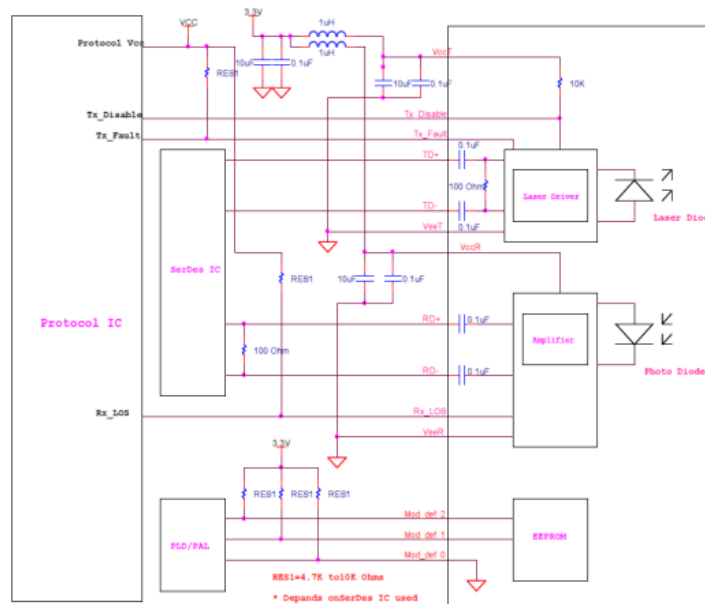 3.3V
VCC
1uH
Protocol Vcc
VccT
1uH
RES1
10uF
0.1uF
10uF
0.1uF
10K
Tx_Disable
Tx_Disable
Tx_Fault
Tx_Fault
0.1uF
TD+
100 Ohm
Laser Driver
TD-
0.1uF
Laser Diod
VeeT
VccR
SerDes IC
RES1
10uF
0.1uF
Protocol IC
RD+
0.1uF
100 Ohm
Amplifier
RD-
0.1uF
Photo Diode
Rx_LOS
Rx_LOS
VeeR
3.3V
RES1
RES1
RES1
Mod_def 2
Mod_def 1
PLD/PAL
EEPROM
Mod_def 0
RES1=4.7K to10K Ohms
* Depands onSerDes IC used